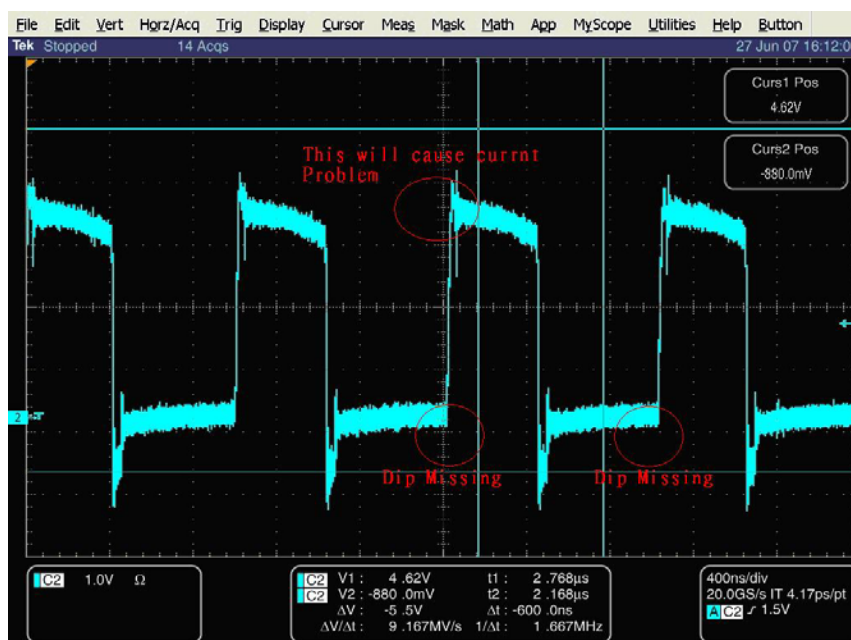 File Edit Vert Horz/Acq Trig Display Cursor Meas Mask Math App MyScope Utilities Help Button
Tek Stopped 14 Acqs 27 Jun 07 16:12:0
Curs1 Pos
4.62V
Curs2 Pos
-880.0mV
This will cause currnt
Problem
2
Dip Missing Dip Missing
C2 1.0V Ω
C2 V1 : 4 .62V t1 : 2 .768µs
C2 V2 : -880 .0mV t2 : 2 .168µs
ΔV : -5 .5V Δt : -600 .0ns
ΔV/Δt : 9 .167MV/s 1/Δt : 1 .667MHz
400ns/div
20.0GS/s IT 4.17ps/pt
A C2 1.5V